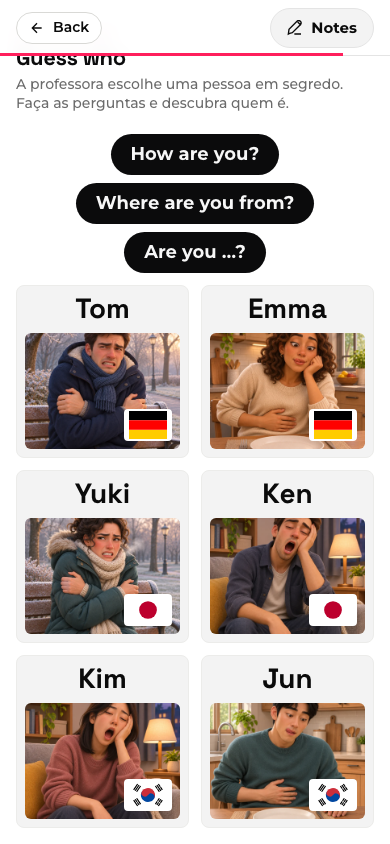 Back
Notes
Guess who
A professora escolhe uma pessoa em segredo.
Faça as perguntas e descubra quem é.
How are you?
Where are you from?
Are you ...?
Tom
Emma
Yuki
Ken
Kim
Jun